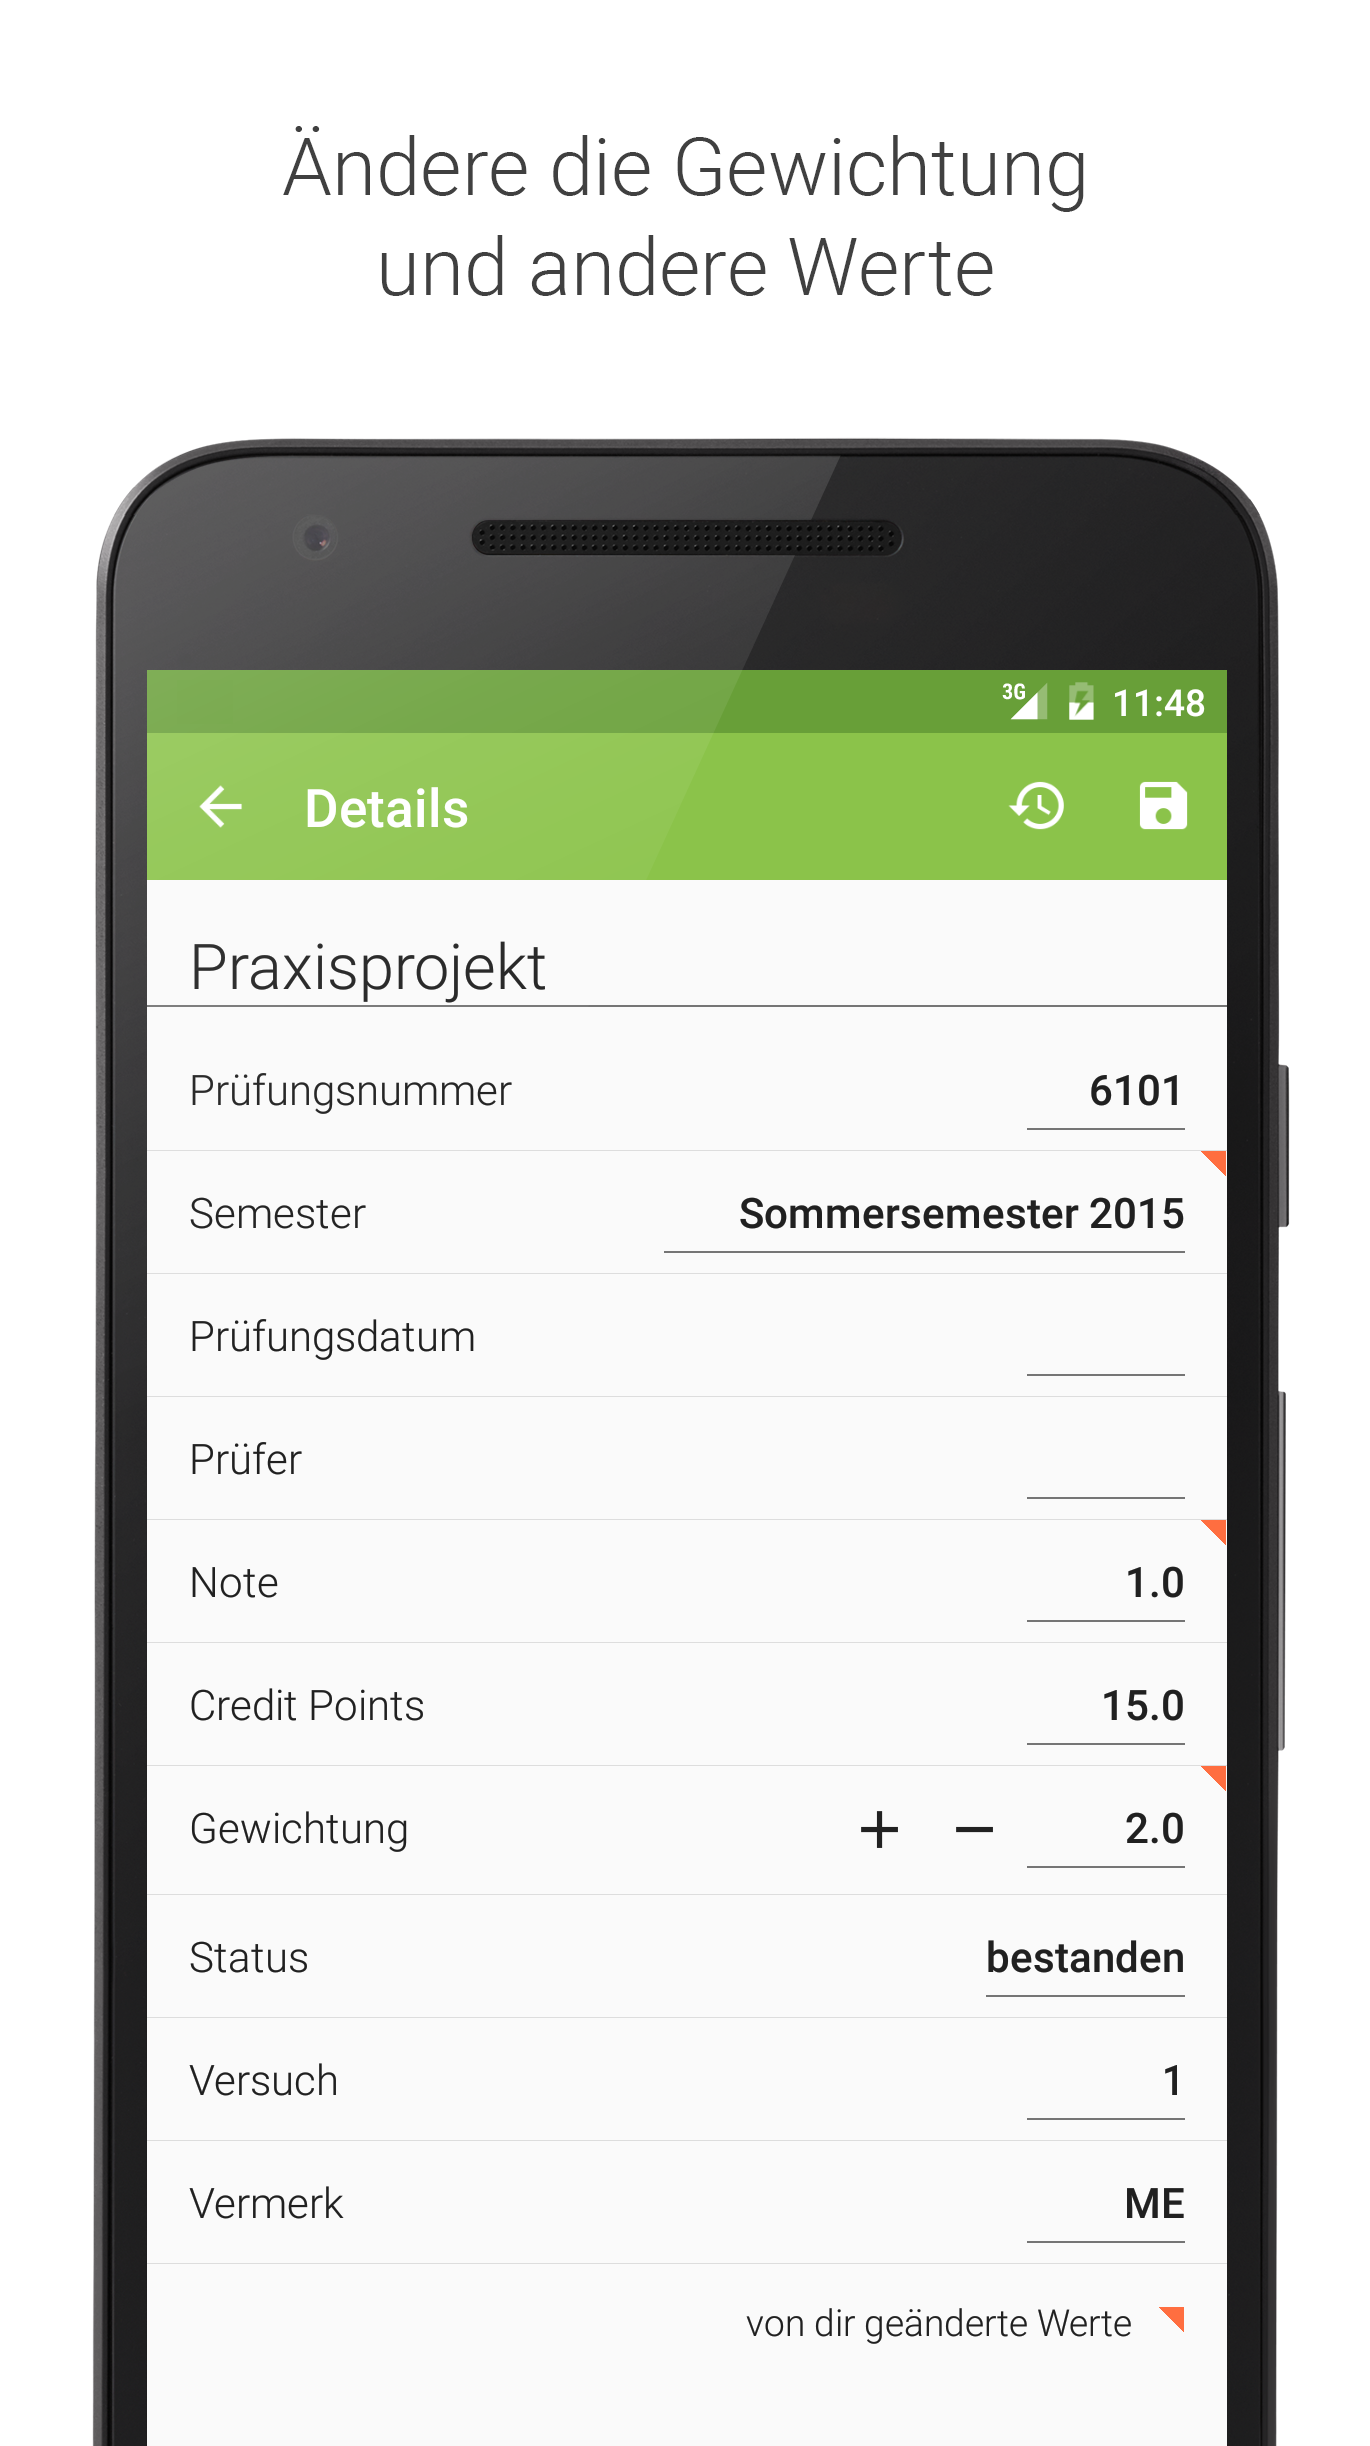 Ändere die Gewichtung
und andere Werte
3G 11:48
Details
Praxisprojekt
Prüfungsnummer 6101
Semester Sommersemester 2015
Prüfungsdatum
Prüfer
Note 1.0
Credit Points 15.0
Gewichtung + − 2.0
Status bestanden
Versuch 1
Vermerk ME
von dir geänderte Werte